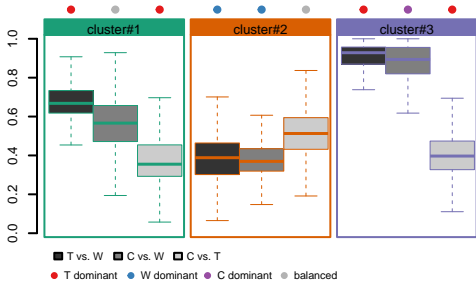 cluster#1 cluster#2 cluster#3
1.0
0.8
0.6
0.4
0.2
0.0
T vs. W C vs. W C vs. T
T dominant W dominant C dominant balanced